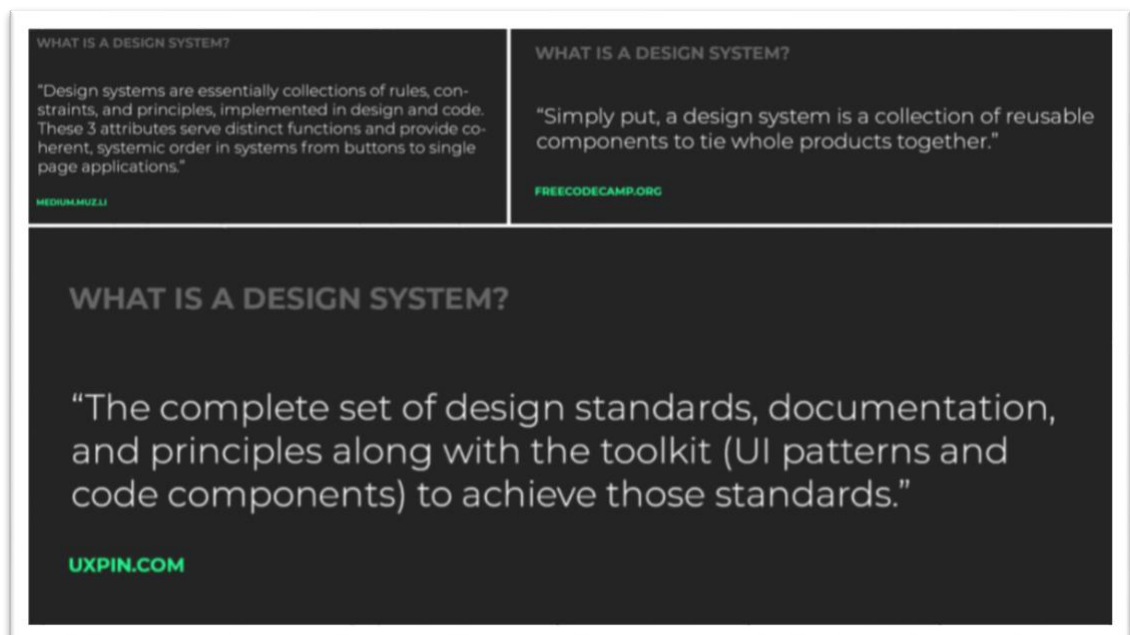 WHAT IS A DESIGN SYSTEM?
“Design systems are essentially collections of rules, con-
straints, and principles, implemented in design and code.
These 3 attributes serve distinct functions and provide co-
herent, systemic order in systems from buttons to single
page applications.”
MEDIUM.MUZ.LI
WHAT IS A DESIGN SYSTEM?
“Simply put, a design system is a collection of reusable
components to tie whole products together.”
FREECODECAMP.ORG
WHAT IS A DESIGN SYSTEM?
“The complete set of design standards, documentation,
and principles along with the toolkit (UI patterns and
code components) to achieve those standards.”
UXPIN.COM